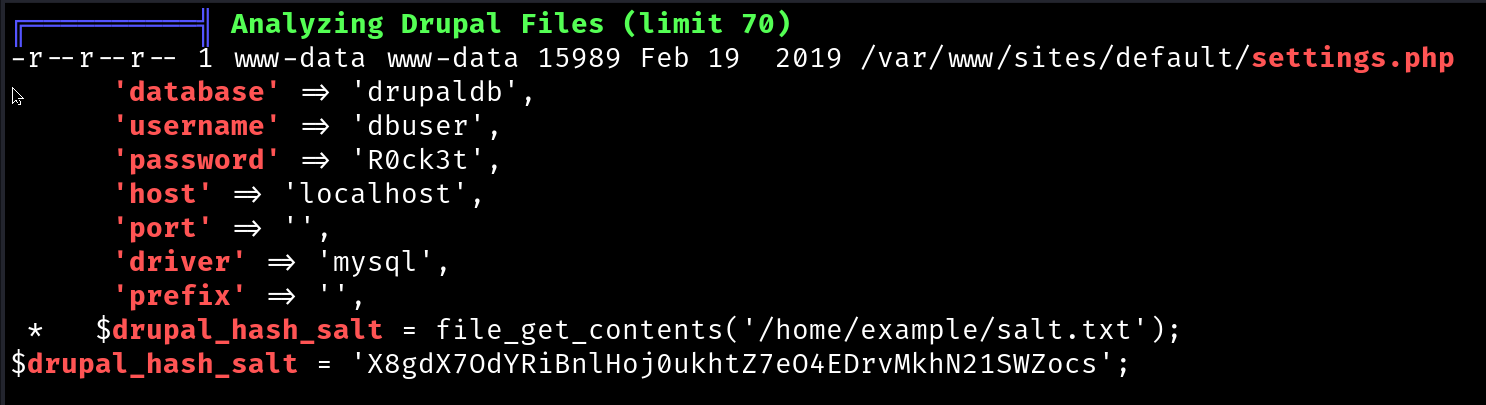 ╔══════════╣ Analyzing Drupal Files (limit 70)
-r--r--r-- 1 www-data www-data 15989 Feb 19  2019 /var/www/sites/default/settings.php
      'database' => 'drupaldb',
      'username' => 'dbuser',
      'password' => 'R0ck3t',
      'host' => 'localhost',
      'port' => '',
      'driver' => 'mysql',
      'prefix' => '',
 *   $drupal_hash_salt = file_get_contents('/home/example/salt.txt');
$drupal_hash_salt = 'X8gdX7OdYRiBnlHoj0ukhtZ7eO4EDrvMkhN21SWZocs';